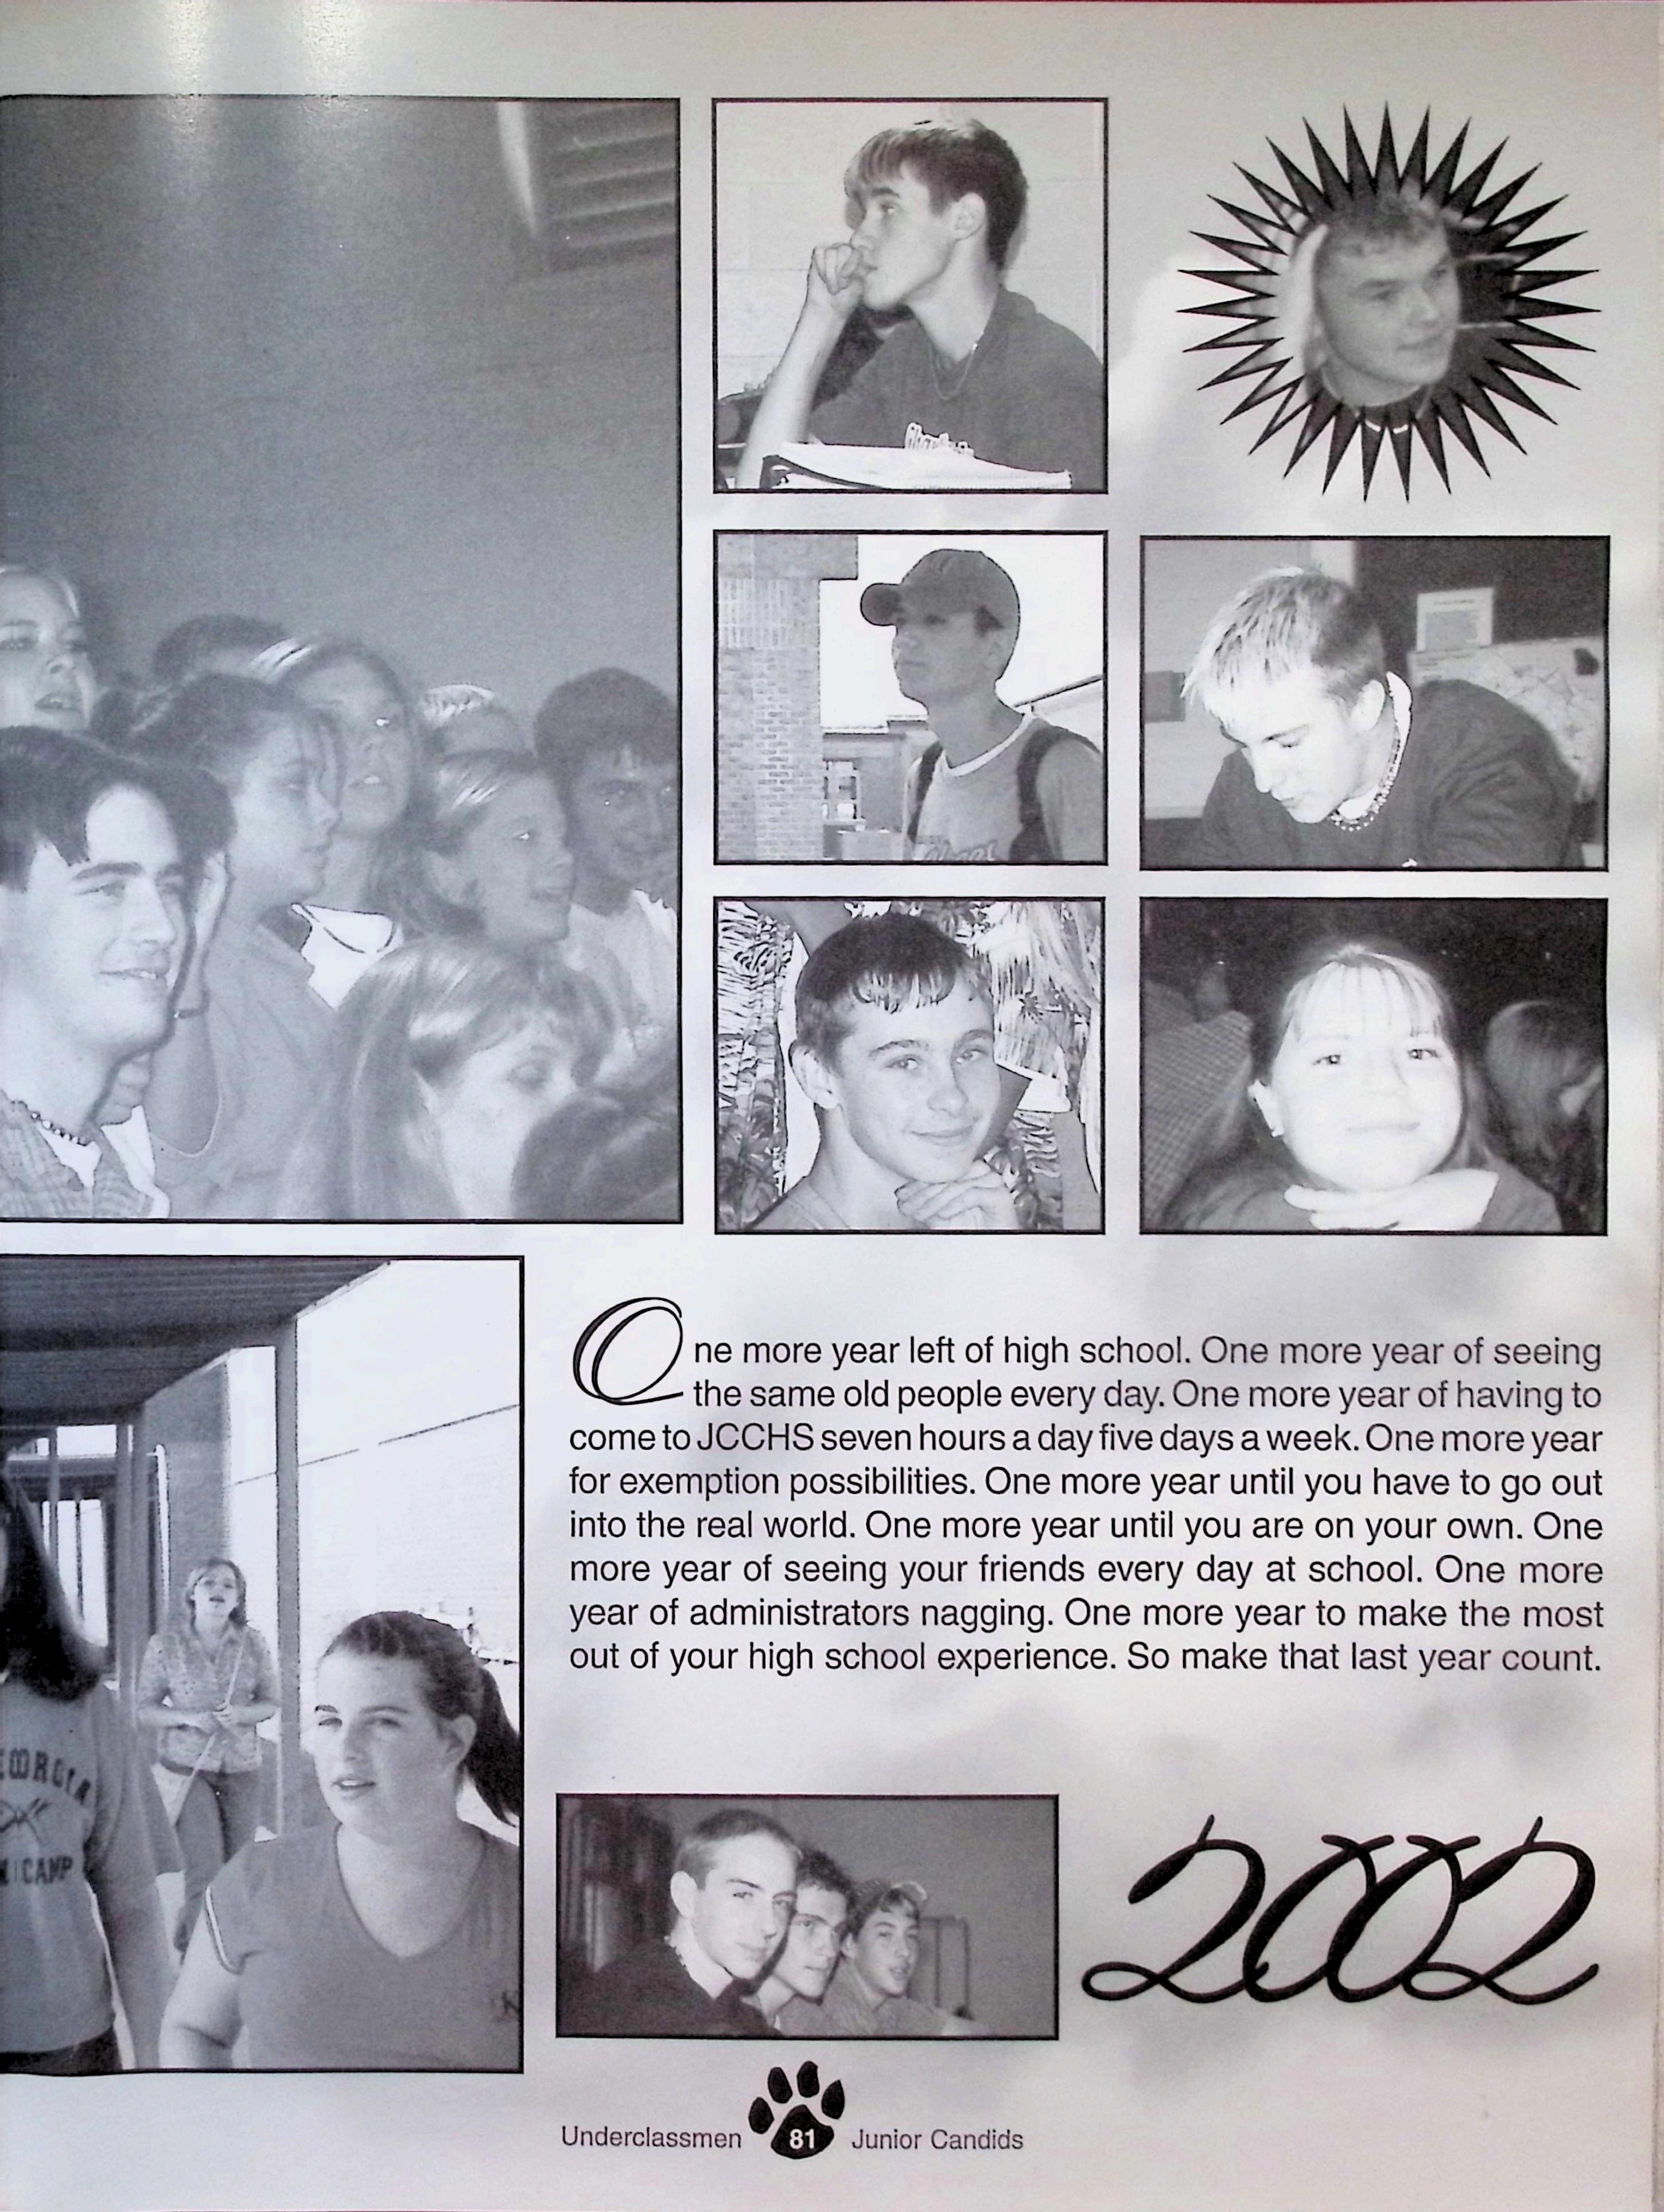 One more year left of high school. One more year of seeing
the same old people every day. One more year of having to
come to JCCHS seven hours a day five days a week. One more year
for exemption possibilities. One more year until you have to go out
into the real world. One more year until you are on your own. One
more year of seeing your friends every day at school. One more
year of administrators nagging. One more year to make the most
out of your high school experience. So make that last year count.
EORGIA
CAMP
2002
Underclassmen 81 Junior Candids